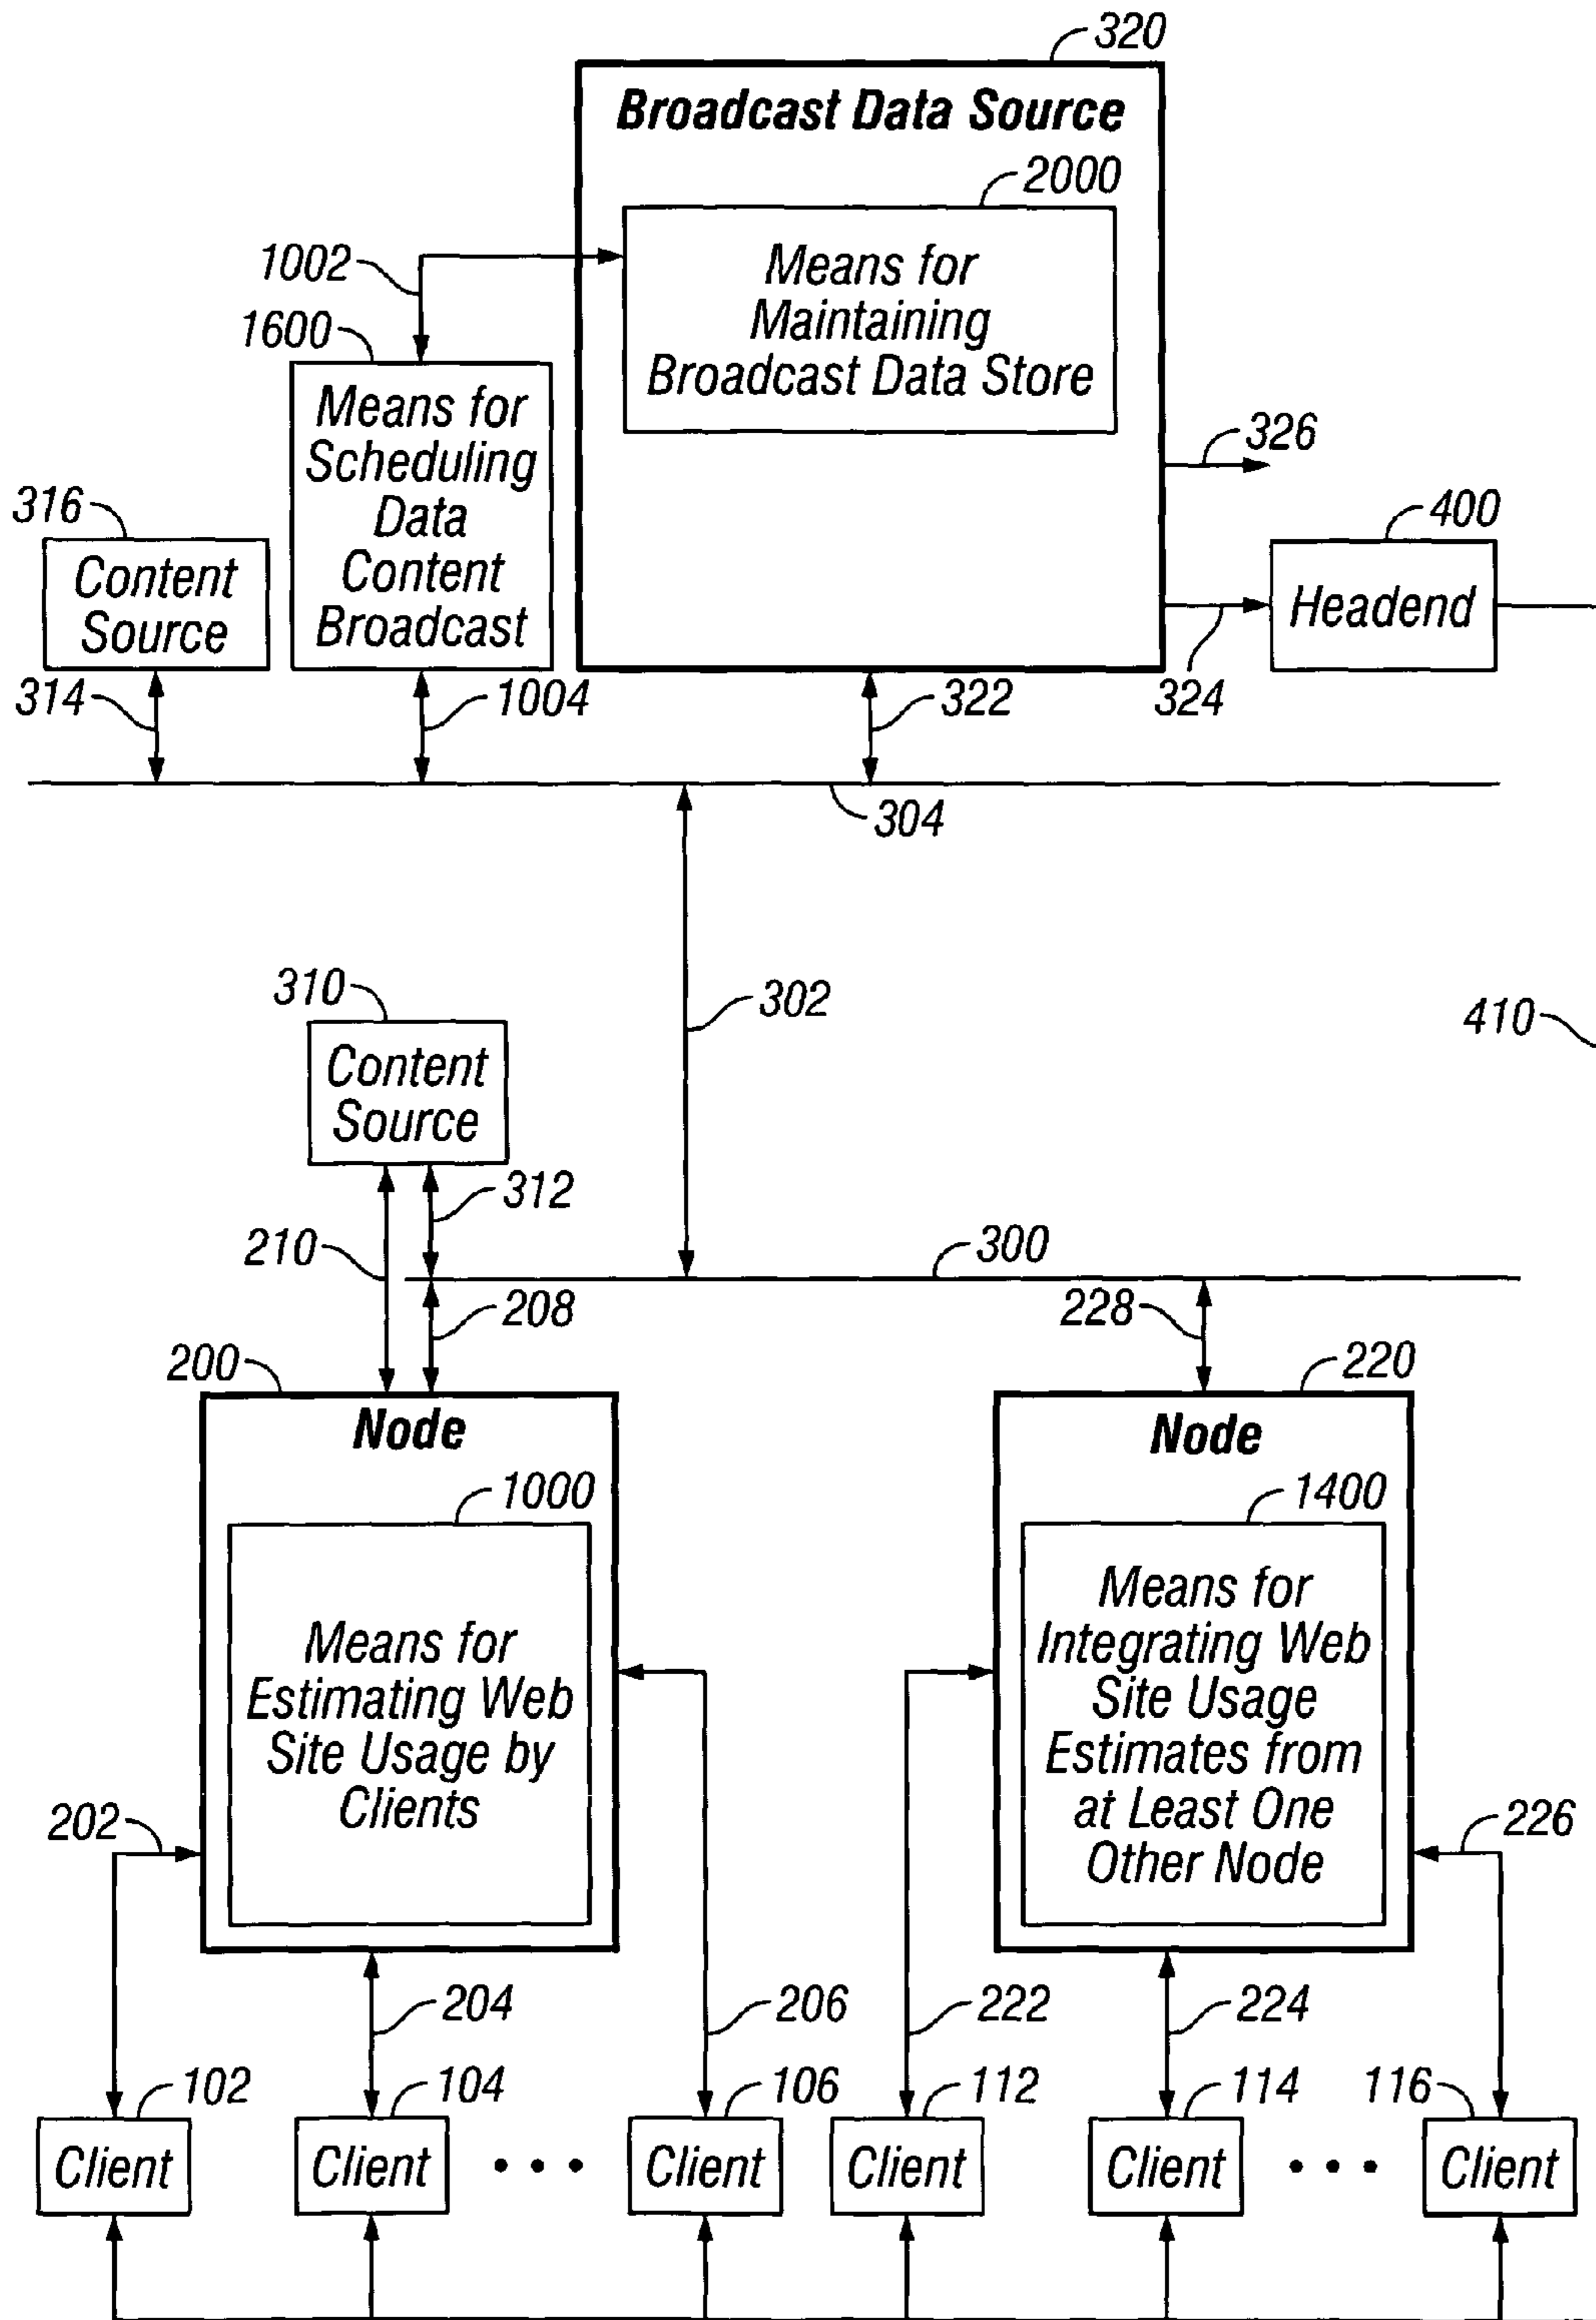 320
Broadcast Data Source
2000
Means for
Maintaining
Broadcast Data Store
1002
1600
Means for
Scheduling
Data
Content
Broadcast
326
316
Content
Source
400
Headend
314
1004
322
324
304
302
310
Content
Source
410
312
210
300
208
228
200
Node
1000
Means for
Estimating Web
Site Usage by
Clients
220
Node
1400
Means for
Integrating Web
Site Usage
Estimates from
at Least One
Other Node
202
226
204
206
222
224
102
Client
104
Client
• • •
106
Client
112
Client
114
Client
• • •
116
Client